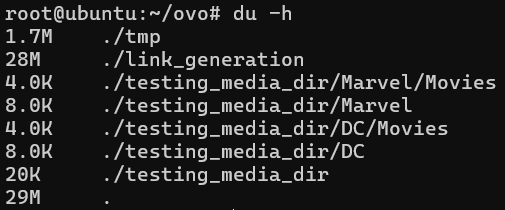 root@ubuntu:~/ovo# du -h
1.7M    ./tmp
28M     ./link_generation
4.0K    ./testing_media_dir/Marvel/Movies
8.0K    ./testing_media_dir/Marvel
4.0K    ./testing_media_dir/DC/Movies
8.0K    ./testing_media_dir/DC
20K     ./testing_media_dir
29M     .